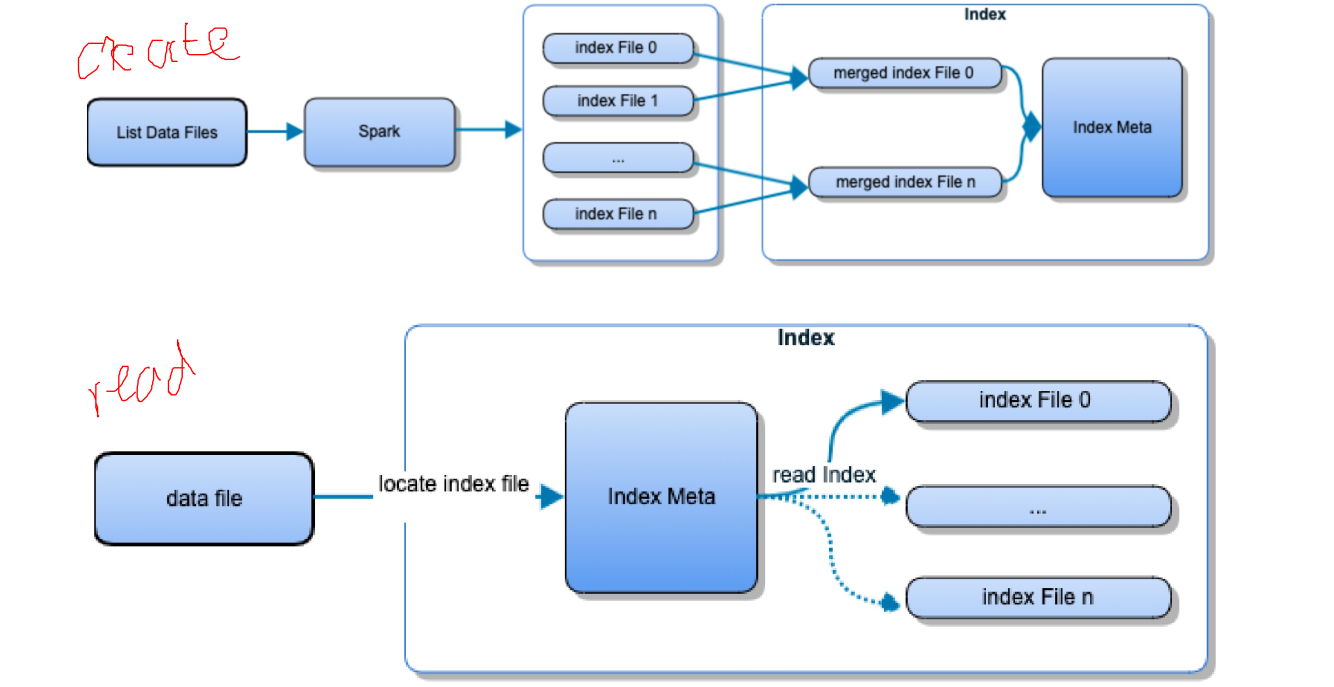 create
List Data Files
Spark
index File 0
index File 1
...
index File n
Index
merged index File 0
merged index File n
Index Meta
read
data file
locate index file
Index
Index Meta
read Index
index File 0
...
index File n